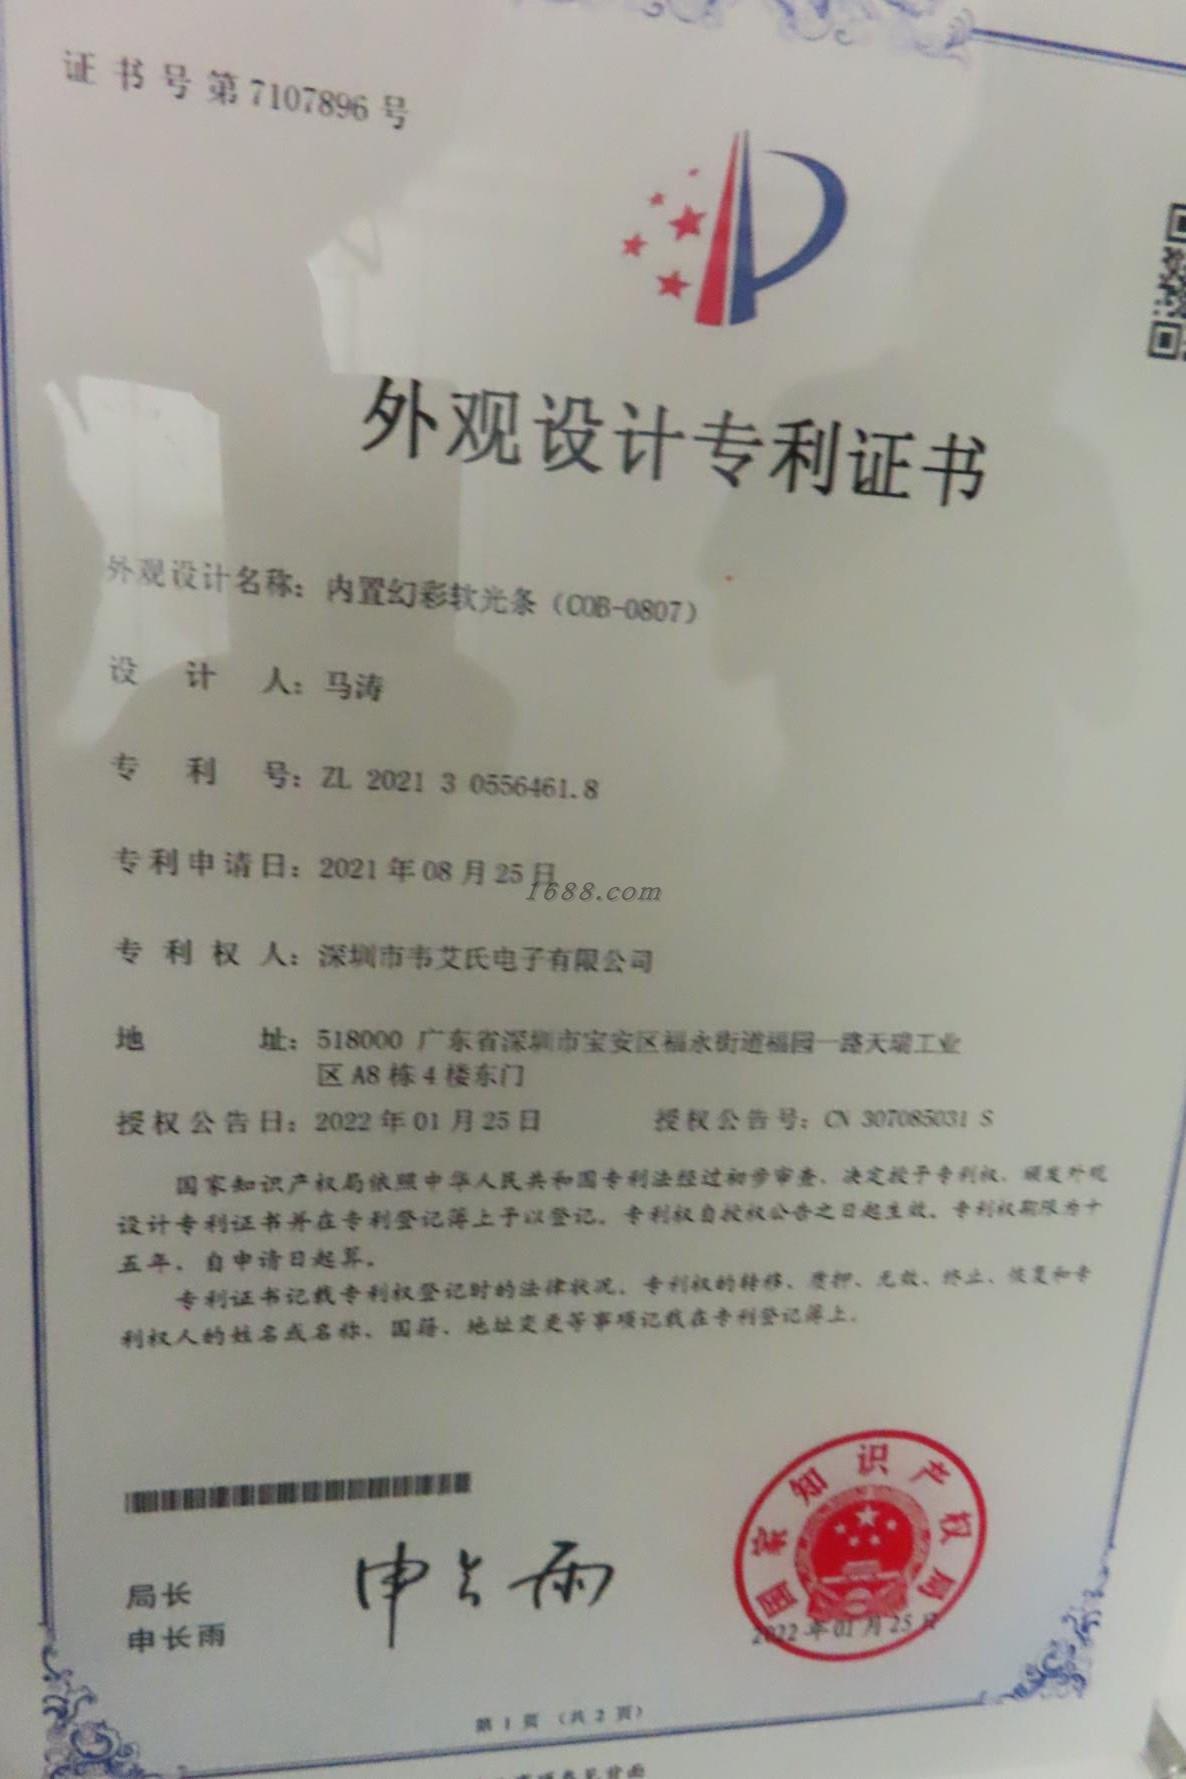 证书号第7107896号
外观设计专利证书
外观设计名称：内置幻彩软光条（COB-0807）
设计人：马涛
专利号：ZL 2021 3 0556461.8
专利申请日：2021年08月25日
1688.com
专利权人：深圳市韦艾氏电子有限公司
地址：518000 广东省深圳市宝安区福永街道福园一路天瑞工业
区A8栋4楼东门
授权公告日：2022年01月25日 授权公告号：CN 307085031 S
国家知识产权局依照中华人民共和国专利法经过初步审查，决定授予专利权，颁发外观
设计专利证书并在专利登记簿上予以登记。专利权自授权公告之日起生效。专利权期限为十
五年，自申请日起算。
专利证书记载专利权登记时的法律状况。专利权的转移、质押、无效、终止、恢复和专
利权人的姓名或名称、国籍、地址变更等事项记载在专利登记簿上。
国家知识产权局
2022年01月25日
局长
申长雨
申长雨
第1页（共2页）
事项参见背面